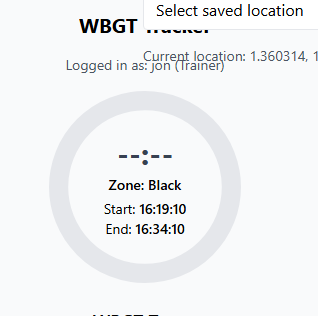 Select saved location
WBGT Tracker
Current location: 1.360314, 1
Logged in as: jon (Trainer)
--:--
Zone: Black
Start: 16:19:10
End: 16:34:10